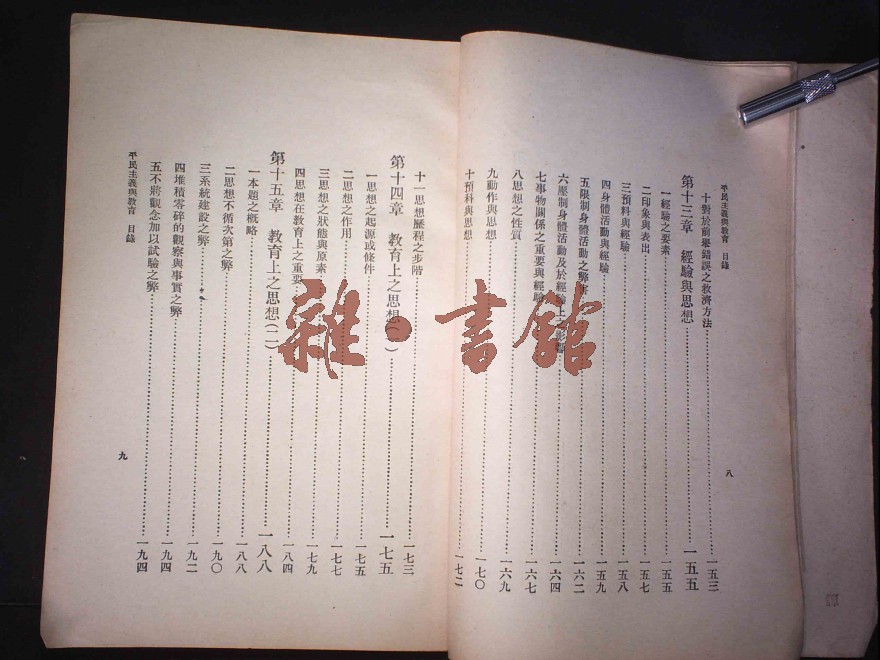 平民主義與教育 目錄
十對於前舉錯誤之救濟方法 一五三
第十三章 經驗與思想 一五五
一經驗之要素 一五五
二印象與表出 一五七
三預料與經驗 一五八
四身體活動與經驗 一五九
五限制身體活動之弊害 一六二
六壓制身體活動及於經驗上之影響 一六四
七事物關係之重要與經驗 一六七
八思想之性質 一六九
九動作與思想 一七〇
十預科與思想 一七二
八
十一思想歷程之步階 一七三
第十四章 教育上之思想(一) 一七五
一思想之起源或條件 一七五
二思想之作用 一七七
三思想之狀態與原素 一七九
四思想在教育上之重要 一八四
第十五章 教育上之思想(二) 一八八
一本題之概略 一八八
二思想不循次第之弊 一九〇
三系統建設之弊 一九二
四堆積零碎的觀察與事實之弊 一九四
五不將觀念加以試驗之弊 一九四
平民主義與教育 目錄
九
雜·書館